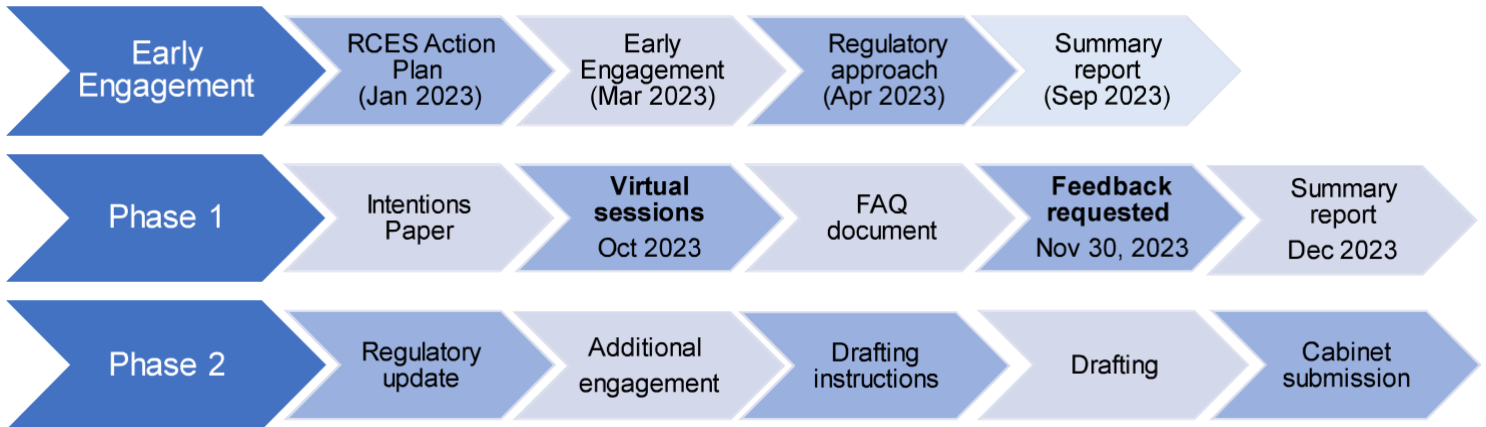 Early
Engagement
RCES Action
Plan
(Jan 2023)
Early
Engagement
(Mar 2023)
Regulatory
approach
(Apr 2023)
Summary
report
(Sep 2023)
Phase 1
Intentions
Paper
Virtual
sessions
Oct 2023
FAQ
document
Feedback
requested
Nov 30, 2023
Summary
report
Dec 2023
Phase 2
Regulatory
update
Additional
engagement
Drafting
instructions
Drafting
Cabinet
submission